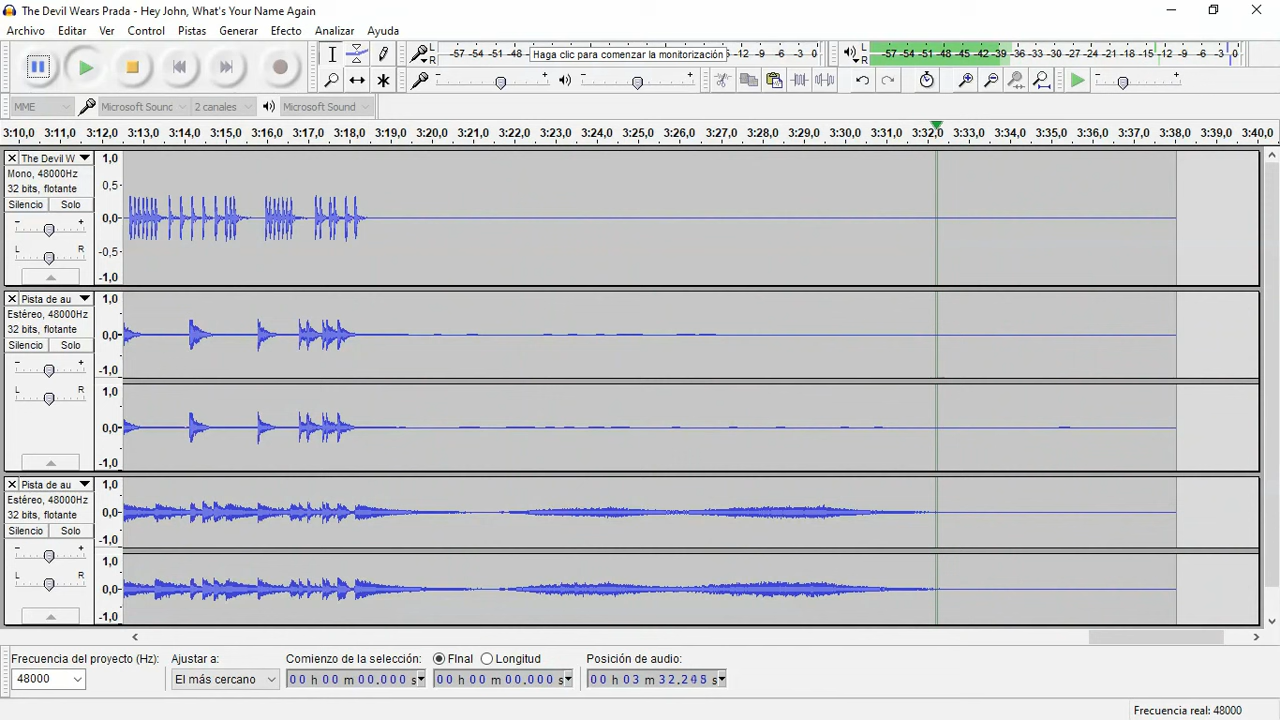 The Devil Wears Prada - Hey John, What's Your Name Again
Archivo Editar Ver Control Pistas Generar Efecto Analizar Ayuda
L R -57 -54 -51 -48 Haga clic para comenzar la monitorización -12 -9 -6 -3 0
L R -57 -54 -51 -48 -45 -42 -39 -36 -33 -30 -27 -24 -21 -18 -15 -12 -9 -6 -3 0
- + - + - +
MME Microsoft Sounc 2 canales Microsoft Sound
3:10,0 3:11,0 3:12,0 3:13,0 3:14,0 3:15,0 3:16,0 3:17,0 3:18,0 3:19,0 3:20,0 3:21,0 3:22,0 3:23,0 3:24,0 3:25,0 3:26,0 3:27,0 3:28,0 3:29,0 3:30,0 3:31,0 3:32,0 3:33,0 3:34,0 3:35,0 3:36,0 3:37,0 3:38,0 3:39,0 3:40,0
The Devil W 1,0
Mono, 48000Hz
32 bits, flotante 0,5
Silencio Solo
- + 0,0
L R -0,5
-1,0
Pista de au 1,0
Estéreo, 48000Hz
32 bits, flotante 0,0
Silencio Solo
- + -1,0
L R 1,0
0,0
-1,0
Pista de au 1,0
Estéreo, 48000Hz
32 bits, flotante 0,0
Silencio Solo
- + -1,0
1,0
L R 0,0
-1,0
Frecuencia del proyecto (Hz): Ajustar a: Comienzo de la selección: FInal Longitud Posición de audio:
48000 El más cercano 00 h 00 m 00.000 s 00 h 00 m 00.000 s 00 h 03 m 32.245 s
Frecuencia real: 48000